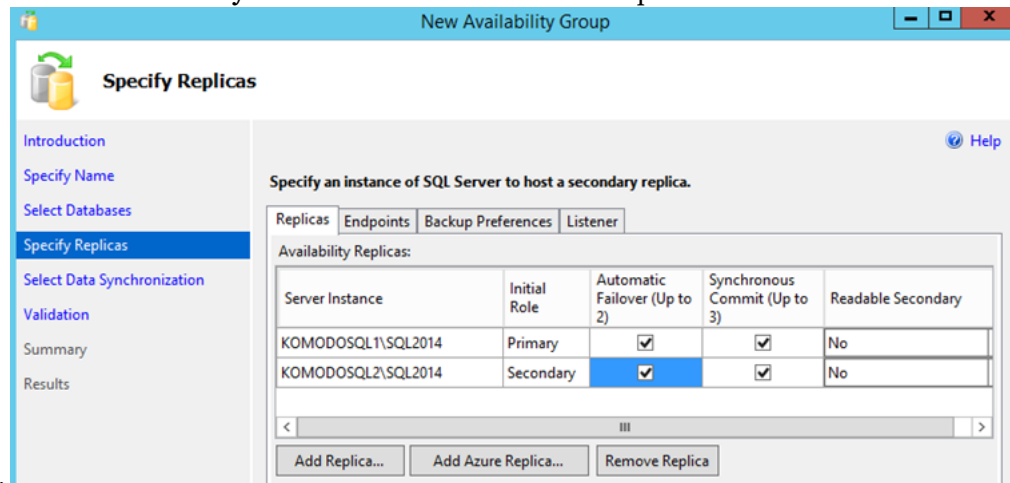 New Availability Group
Specify Replicas
Introduction
Help
Specify Name
Specify an instance of SQL Server to host a secondary replica.
Select Databases
Replicas Endpoints Backup Preferences Listener
Specify Replicas
Availability Replicas:
Select Data Synchronization
Validation
Summary
Results
Server Instance
Initial
Role
Automatic
Failover (Up to
2)
Synchronous
Commit (Up to
3)
Readable Secondary
KOMODOSQL1\SQL2014 Primary No
KOMODOSQL2\SQL2014 Secondary No
Add Replica... Add Azure Replica... Remove Replica